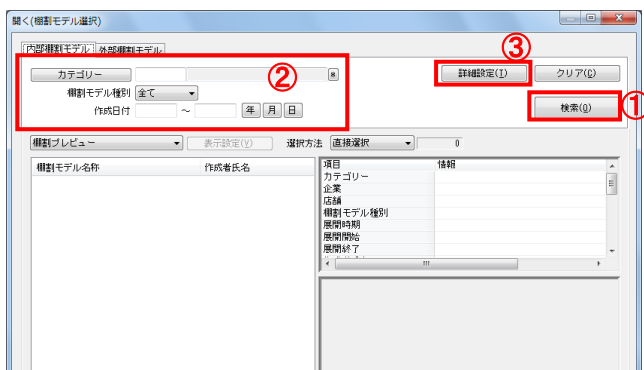 開く(棚割モデル選択)
内部棚割モデル 外部棚割モデル
③
カテゴリー ② * 詳細設定(I) クリア(C)
棚割モデル種別 全て ①
作成日付 ~ 年 月 日 検索(Q)
棚割プレビュー 表示設定(V) 選択方法 直接選択 0
棚割モデル名称 作成者氏名 項目 情報
カテゴリー
企業
店舗
棚割モデル種別
展開時期
展開開始
展開終了